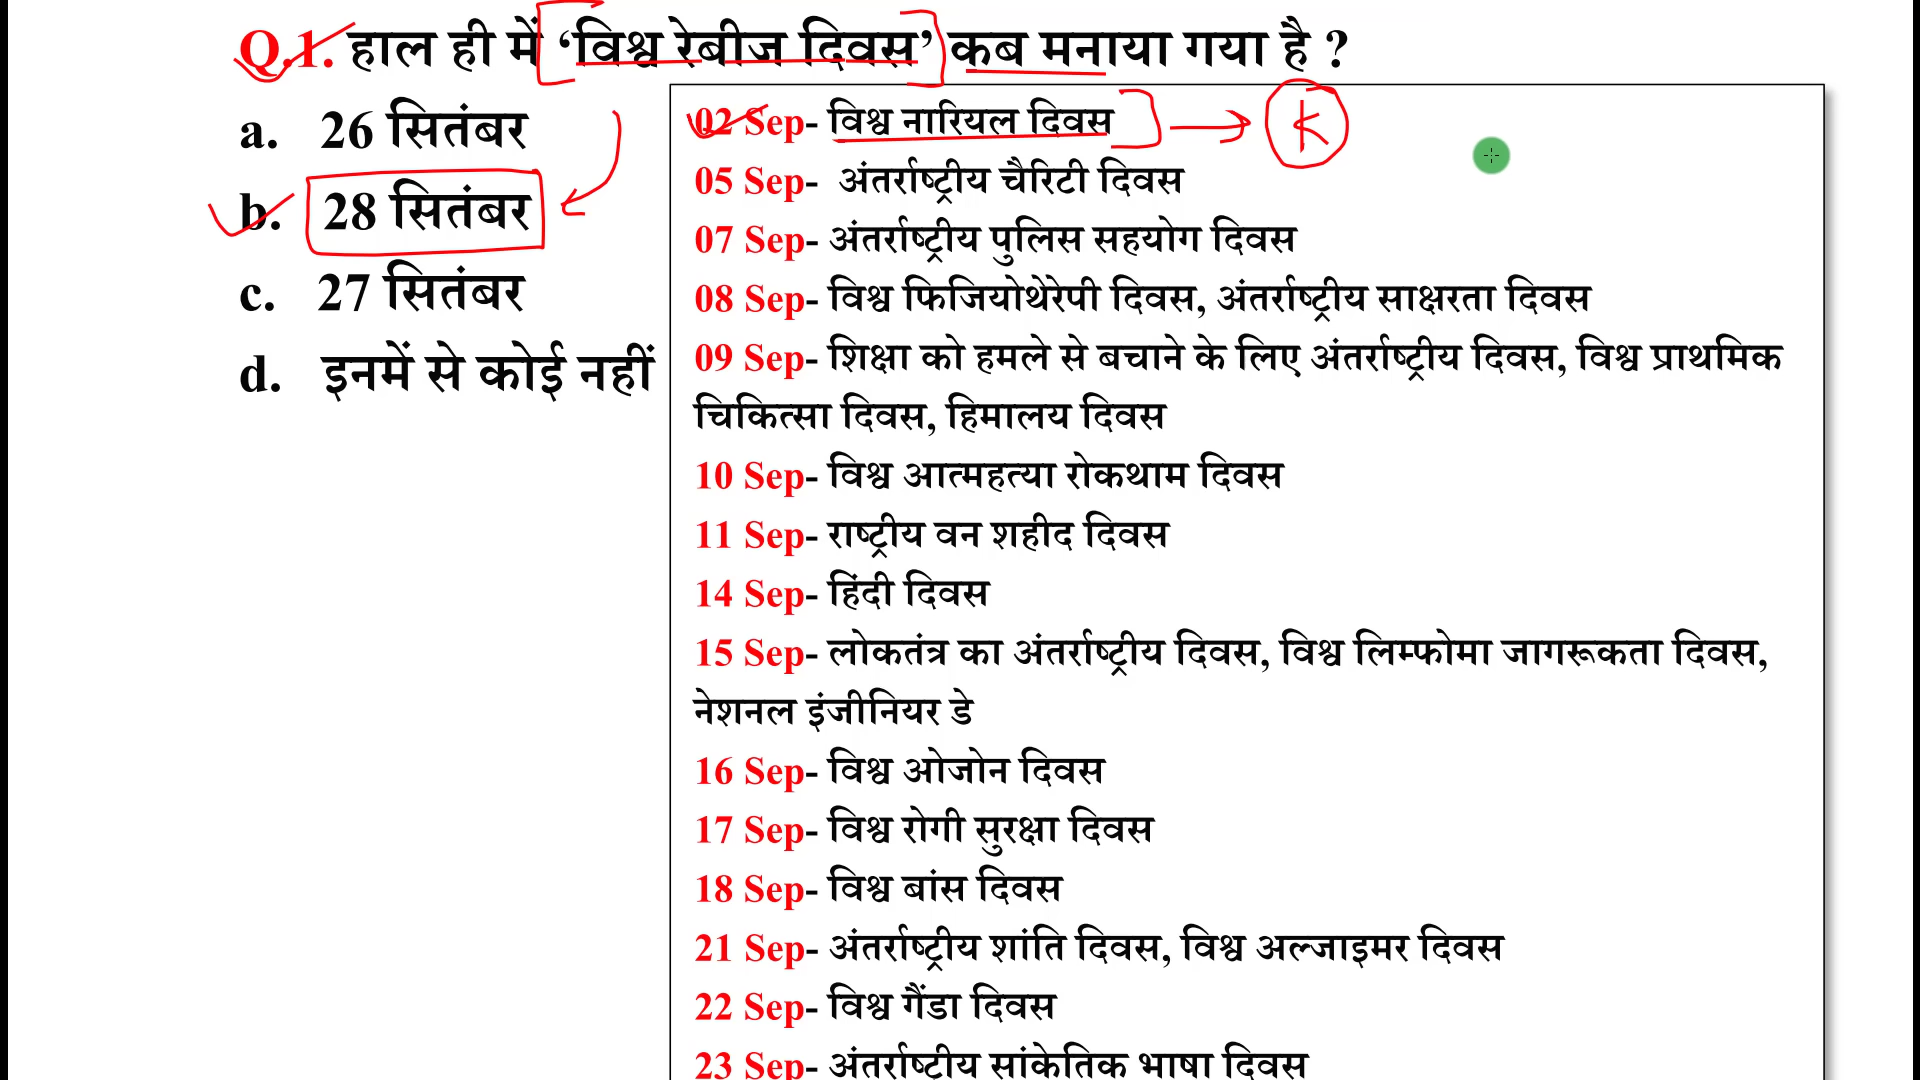 Q.1. हाल ही में ‘विश्व रेबीज दिवस’ कब मनाया गया है ?
a. 26 सितंबर
b. 28 सितंबर
c. 27 सितंबर
d. इनमें से कोई नहीं
02 Sep- विश्व नारियल दिवस K
05 Sep- अंतर्राष्ट्रीय चैरिटी दिवस
07 Sep- अंतर्राष्ट्रीय पुलिस सहयोग दिवस
08 Sep- विश्व फिजियोथेरेपी दिवस, अंतर्राष्ट्रीय साक्षरता दिवस
09 Sep- शिक्षा को हमले से बचाने के लिए अंतर्राष्ट्रीय दिवस, विश्व प्राथमिक
चिकित्सा दिवस, हिमालय दिवस
10 Sep- विश्व आत्महत्या रोकथाम दिवस
11 Sep- राष्ट्रीय वन शहीद दिवस
14 Sep- हिंदी दिवस
15 Sep- लोकतंत्र का अंतर्राष्ट्रीय दिवस, विश्व लिम्फोमा जागरूकता दिवस,
नेशनल इंजीनियर डे
16 Sep- विश्व ओजोन दिवस
17 Sep- विश्व रोगी सुरक्षा दिवस
18 Sep- विश्व बांस दिवस
21 Sep- अंतर्राष्ट्रीय शांति दिवस, विश्व अल्जाइमर दिवस
22 Sep- विश्व गैंडा दिवस
23 Sep- अंतर्राष्ट्रीय सांकेतिक भाषा दिवस